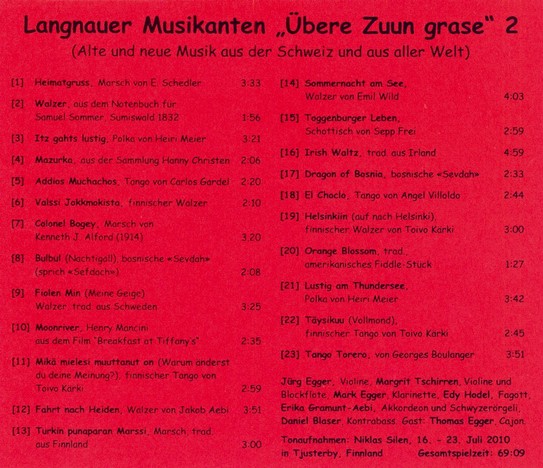 Langnauer Musikanten „Übere Zuun grase“ 2
(Alte und neue Musik aus der Schweiz und aus aller Welt)
[1] Heimatgruss, Marsch von E. Schedler 3:33
[2] Walzer, aus dem Notenbuch für
Samuel Sommer, Sumiswald 1832 1:56
[3] Itz gahts lustig, Polka von Heiri Meier 3:21
[4] Mazurka, aus der Sammlung Hanny Christen 2:06
[5] Addios Muchachos, Tango von Carlos Gardel 2:20
[6] Valssi Jokkmokista, finnischer Walzer 2:10
[7] Colonel Bogey, Marsch von
Kenneth J. Alford (1914) 3:20
[8] Bulbul (Nachtigall), bosnische «Sevdah»
(sprich «Sefdach») 2:08
[9] Fiolen Min (Meine Geige)
Walzer, trad. aus Schweden 3:25
[10] Moonriver, Henry Mancini
aus dem Film "Breakfast at Tiffany's" 2:35
[11] Mikä mielesi muuttanut on (Warum änderst
du deine Meinung?), finnischer Tango von
Toivo Kärki 2:59
[12] Fahrt nach Heiden, Walzer von Jakob Aebi 3:51
[13] Turkin punaparan Marssi, Marsch, trad.
aus Finnland 3:00
[14] Sommernacht am See,
Walzer von Emil Wild 4:03
[15] Toggenburger Leben,
Schottisch von Sepp Frei 2:59
[16] Irish Waltz, trad. aus Irland 4:59
[17] Dragon of Bosnia, bosnische «Sevdah» 2:33
[18] El Choclo, Tango von Angel Villoldo 2:44
[19] Helsinkiin (auf nach Helsinki),
finnischer Walzer von Toivo Kärki 3:00
[20] Orange Blossom, trad.
amerikanisches Fiddle-Stück 1:27
[21] Lustig am Thundersee,
Polka von Heiri Meier 3:42
[22] Täysikuu (Vollmond),
finnischer Tango von Toivo Kärki 2:45
[23] Tango Torero, von Georges Boulanger 3:51
Jürg Egger, Violine, Margrit Tschirren, Violine und
Blockflöte, Mark Egger, Klarinette, Edy Hodel, Fagott,
Erika Gramunt-Aebi, Akkordeon und Schwyzerörgeli,
Daniel Blaser Kontrabass Gast: Thomas Egger, Cajon.
Tonaufnahmen: Niklas Silen, 16. - 23. Juli 2010
in Tjusterby, Finnland Gesamtspielzeit: 69:09